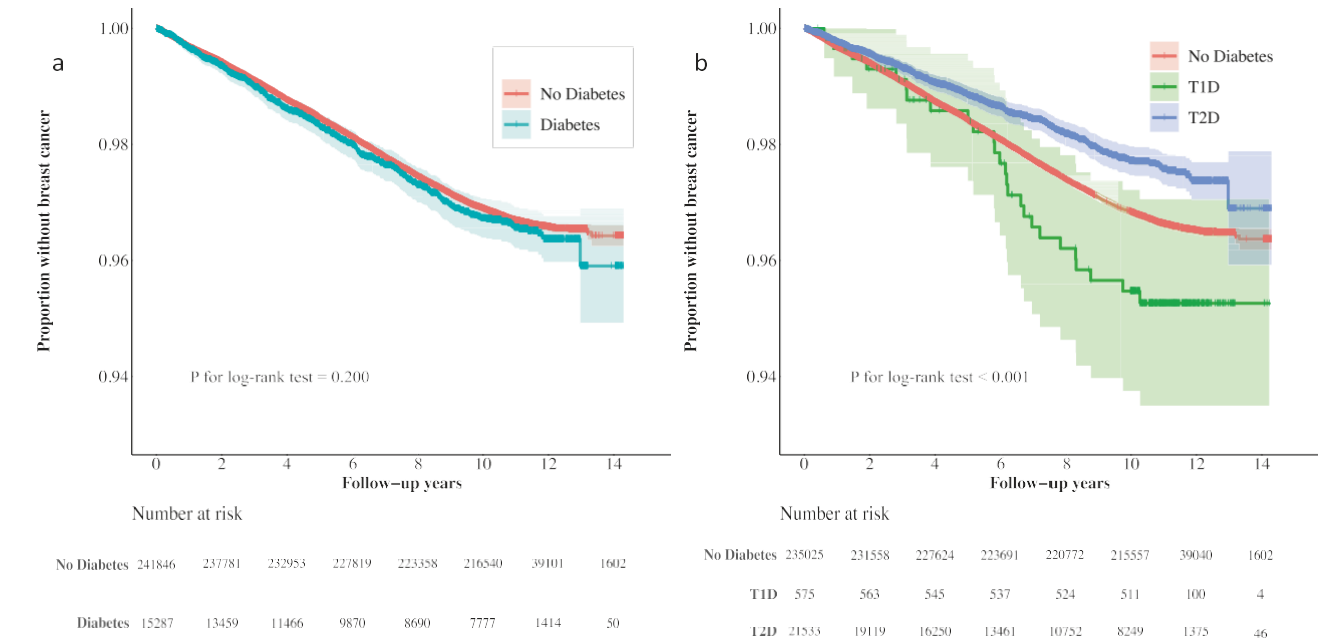 a
1.00
0.98
0.96
0.94
Proportion without breast cancer
No Diabetes
Diabetes
P for log-rank test = 0.200
0 2 4 6 8 10 12 14
Follow-up years
Number at risk
No Diabetes 241846 237781 232953 227819 223358 216540 39101 1602
Diabetes 15287 13459 11466 9870 8690 7777 1414 50
b
1.00
0.98
0.96
0.94
Proportion without breast cancer
No Diabetes
T1D
T2D
P for log-rank test < 0.001
0 2 4 6 8 10 12 14
Follow-up years
Number at risk
No Diabetes 235025 231558 227624 223691 220772 215557 39040 1602
T1D 575 563 545 537 524 511 100 4
T2D 21533 19119 16250 13461 10752 8249 1375 46